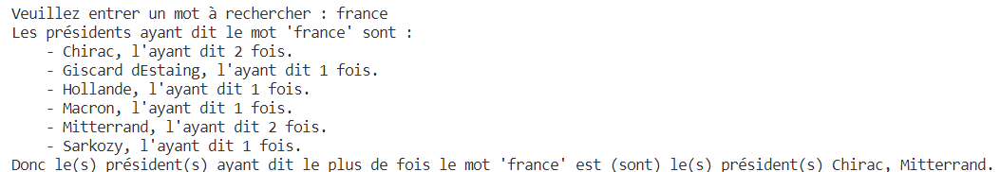 Veuillez entrer un mot à rechercher : france
Les présidents ayant dit le mot 'france' sont :
    - Chirac, l'ayant dit 2 fois.
    - Giscard dEstaing, l'ayant dit 1 fois.
    - Hollande, l'ayant dit 1 fois.
    - Macron, l'ayant dit 1 fois.
    - Mitterrand, l'ayant dit 2 fois.
    - Sarkozy, l'ayant dit 1 fois.
Donc le(s) président(s) ayant dit le plus de fois le mot 'france' est (sont) le(s) président(s) Chirac, Mitterrand.